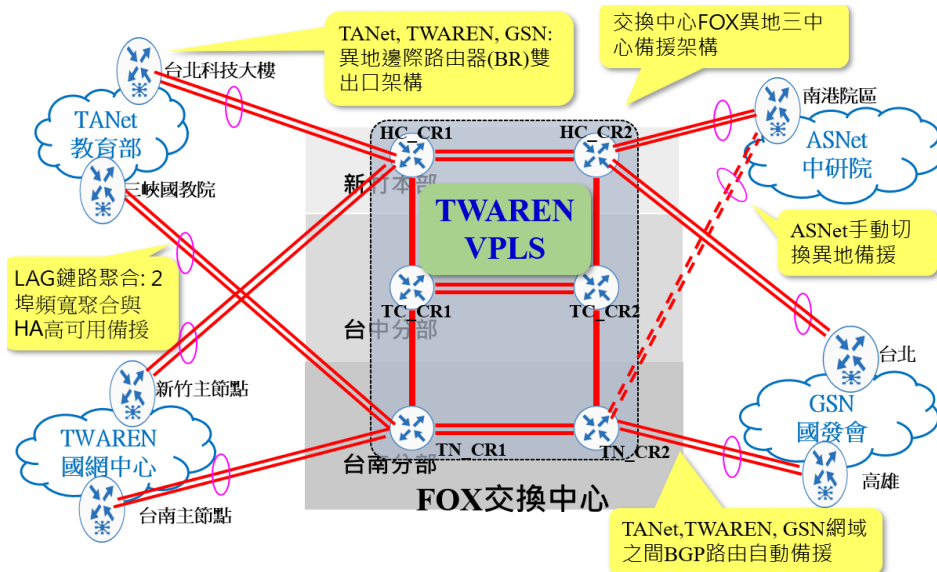 TANet, TWAREN, GSN:
異地邊際路由器(BR)雙
出口架構
交換中心FOX異地三中
心備援架構
台北科技大樓
南港院區
TANet
教育部
HC_CR1
HC_CR2
ASNet
中研院
新竹本部
三峽國教院
TWAREN
VPLS
ASNet手動切
換異地備援
LAG鏈路聚合: 2
埠頻寬聚合與
HA高可用備援
TC_CR1
TC_CR2
台中分部
台北
新竹主節點
GSN
國發會
TWAREN
國網中心
TN_CR1
TN_CR2
台南分部
高雄
FOX交換中心
台南主節點
TANet,TWAREN, GSN網域
之間BGP路由自動備援